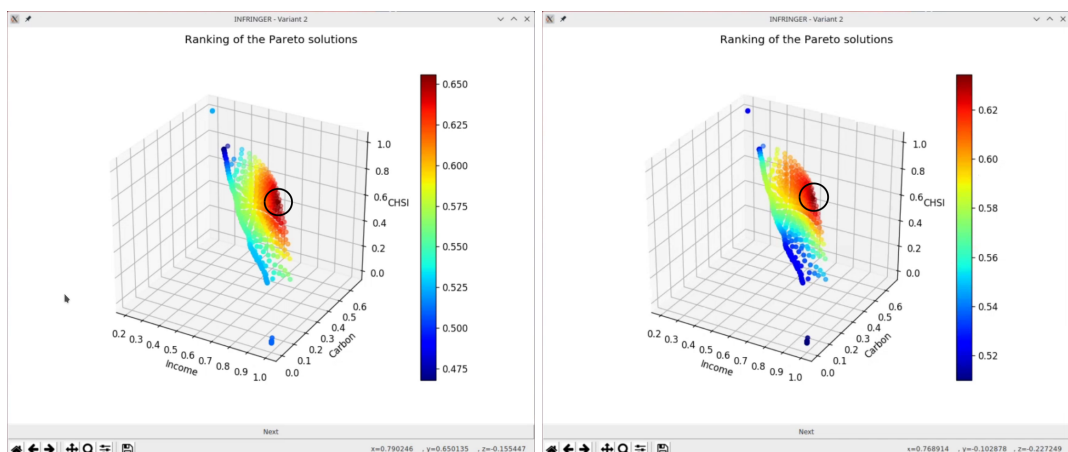 INFRINGER - Variant 2
Ranking of the Pareto solutions
0.650
0.625
0.600
0.575
0.550
0.525
0.500
0.475
1.0
0.8
0.6
CHSI
0.4
0.2
0.0
0.6
0.5
0.4
0.3
0.2
0.1
0.0
Carbon
0.2 0.3 0.4 0.5 0.6 0.7 0.8 0.9 1.0
Income
Next
x=0.790246 , y=0.650135 , z=-0.155447
INFRINGER - Variant 2
Ranking of the Pareto solutions
0.62
0.60
0.58
0.56
0.54
0.52
1.0
0.8
0.6
CHSI
0.4
0.2
0.0
0.6
0.5
0.4
0.3
0.2
0.1
0.0
Carbon
0.2 0.3 0.4 0.5 0.6 0.7 0.8 0.9 1.0
Income
Next
x=0.768914 , y=-0.102878 , z=-0.227249